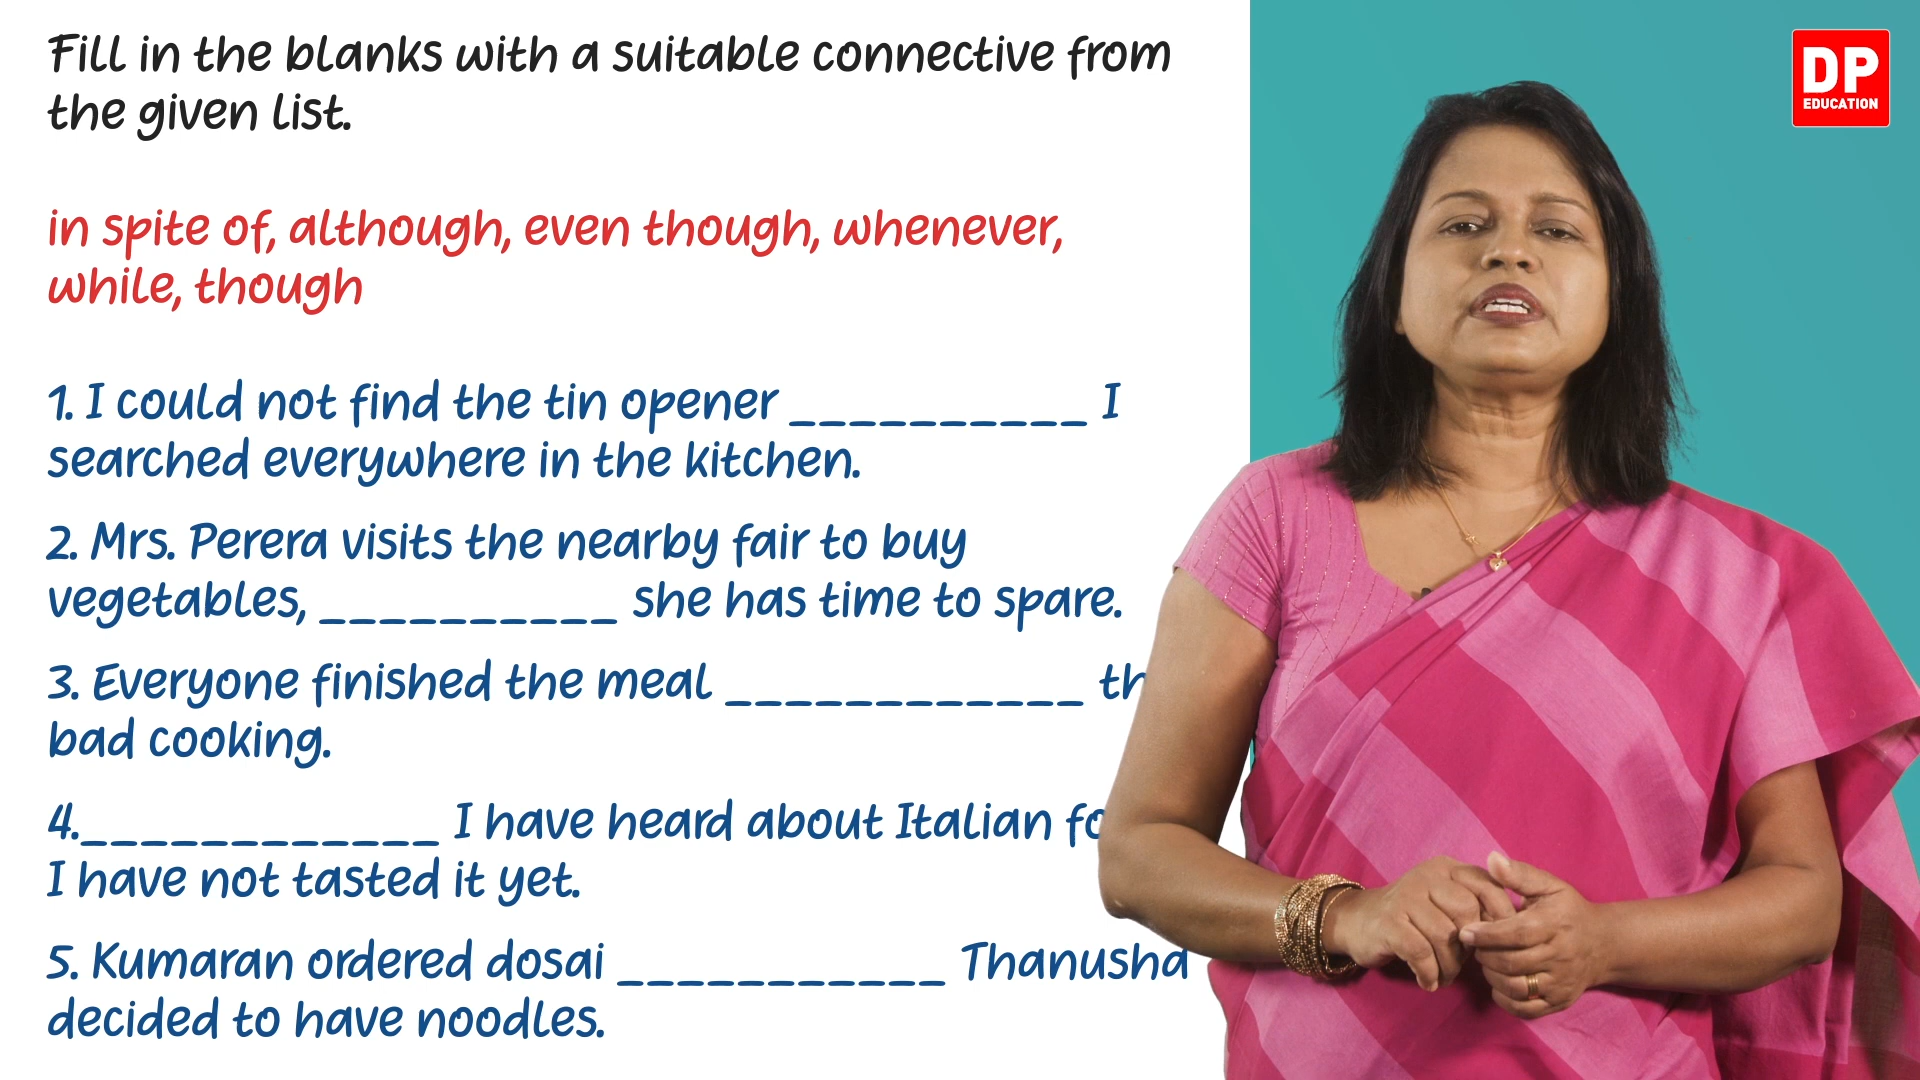 Fill in the blanks with a suitable connective from
the given list.
in spite of, although, even though, whenever,
while, though
1. I could not find the tin opener __________ I
searched everywhere in the kitchen.
2. Mrs. Perera visits the nearby fair to buy
vegetables, __________ she has time to spare.
3. Everyone finished the meal ____________
bad cooking.
4.____________ I have heard about Italian
I have not tasted it yet.
5. Kumaran ordered dosai ___________ Thanusha
decided to have noodles.
DP
EDUCATION